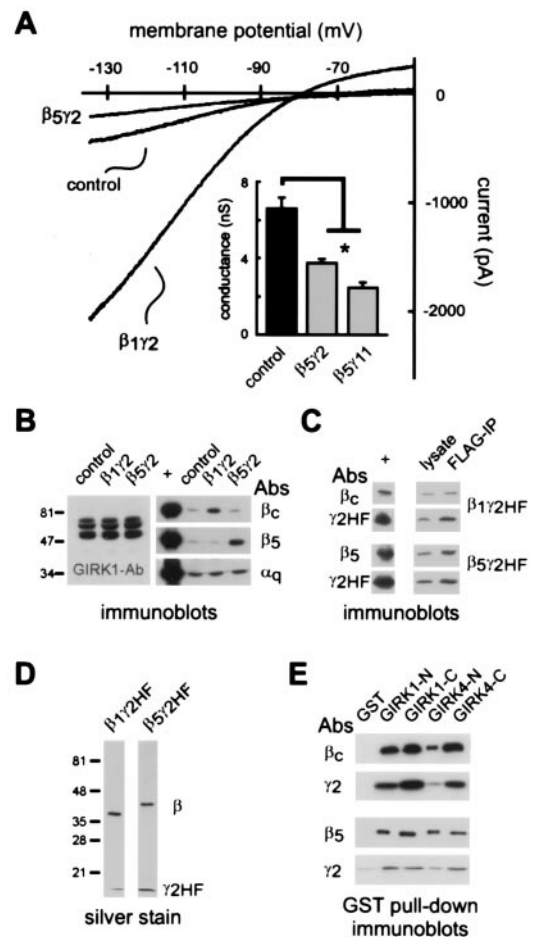 A
membrane potential (mV)
-130 -110 -90 -70
0
β5γ2
control
-1000
-2000
current (pA)
β1γ2
8
4
0
conductance (nS)
*
control
β5γ2
β5γ11
B
control
β1γ2
β5γ2
+
control
β1γ2
β5γ2
Abs
81
47
34
GIRK1-Ab
βc
β5
αq
immunoblots
C
Abs
+
lysate
FLAG-IP
βc
γ2HF
β1γ2HF
β5
γ2HF
β5γ2HF
D
β1γ2HF
β5γ2HF
81
48
35
28
21
β
γ2HF
silver stain
E
Abs
GST
GIRK1-N
GIRK1-C
GIRK4-N
GIRK4-C
βc
γ2
β5
γ2
GST pull-down
immunoblots